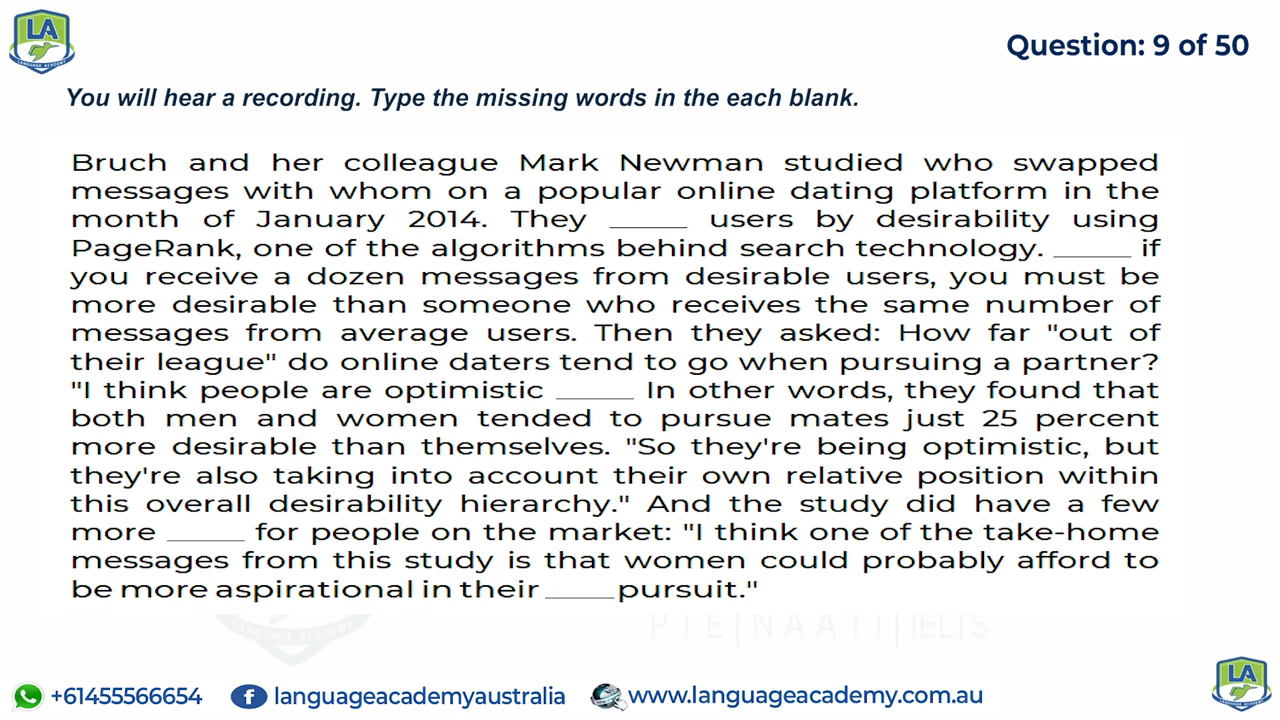 LA
LANGUAGE ACADEMY
Question: 9 of 50
You will hear a recording. Type the missing words in the each blank.
Bruch and her colleague Mark Newman studied who swapped
messages with whom on a popular online dating platform in the
month of January 2014. They _____ users by desirability using
PageRank, one of the algorithms behind search technology. _____ if
you receive a dozen messages from desirable users, you must be
more desirable than someone who receives the same number of
messages from average users. Then they asked: How far "out of
their league" do online daters tend to go when pursuing a partner?
"I think people are optimistic _____ In other words, they found that
both men and women tended to pursue mates just 25 percent
more desirable than themselves. "So they're being optimistic, but
they're also taking into account their own relative position within
this overall desirability hierarchy." And the study did have a few
more _____ for people on the market: "I think one of the take-home
messages from this study is that women could probably afford to
be more aspirational in their _____ pursuit."
LANGUAGE ACADEMY
PTE|NAATI|IELTS
+61455566654
languageacademyaustralia
www.languageacademy.com.au
LA
LANGUAGE ACADEMY